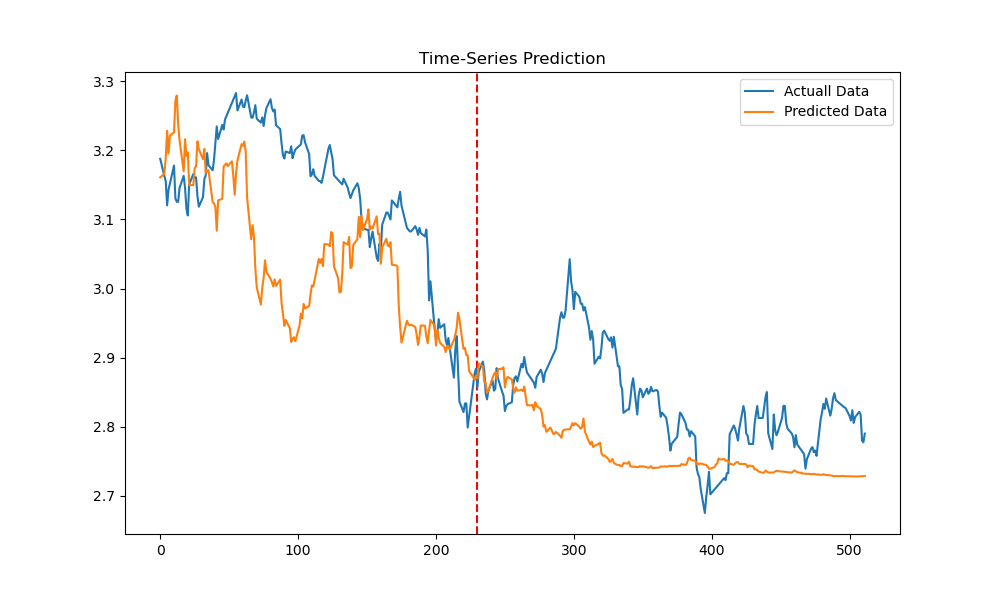 Time-Series Prediction
Actuall Data
Predicted Data
3.3
3.2
3.1
3.0
2.9
2.8
2.7
0 100 200 300 400 500